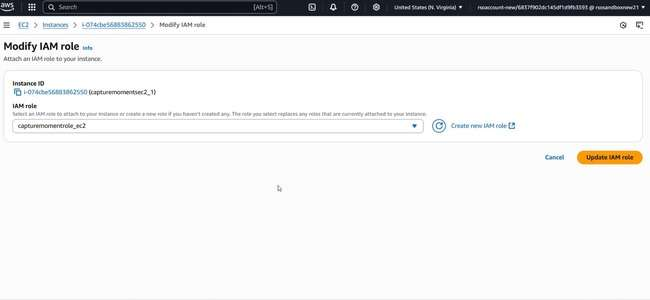 aws
Search [Alt+S] United States (N. Virginia)
EC2 > Instances > i-074cbe56883862550 > Modify IAM role
Modify IAM role Info
Attach an IAM role to your instance.
Instance ID
i-074cbe56883862550 (capturemomentsec2_1)
IAM role
Select an IAM role to attach to your instance or create a new role if you haven't created any. The role you select replaces any roles that are currently attached to your instance.
capturemomentrole_ec2 Create new IAM role
Cancel Update IAM role